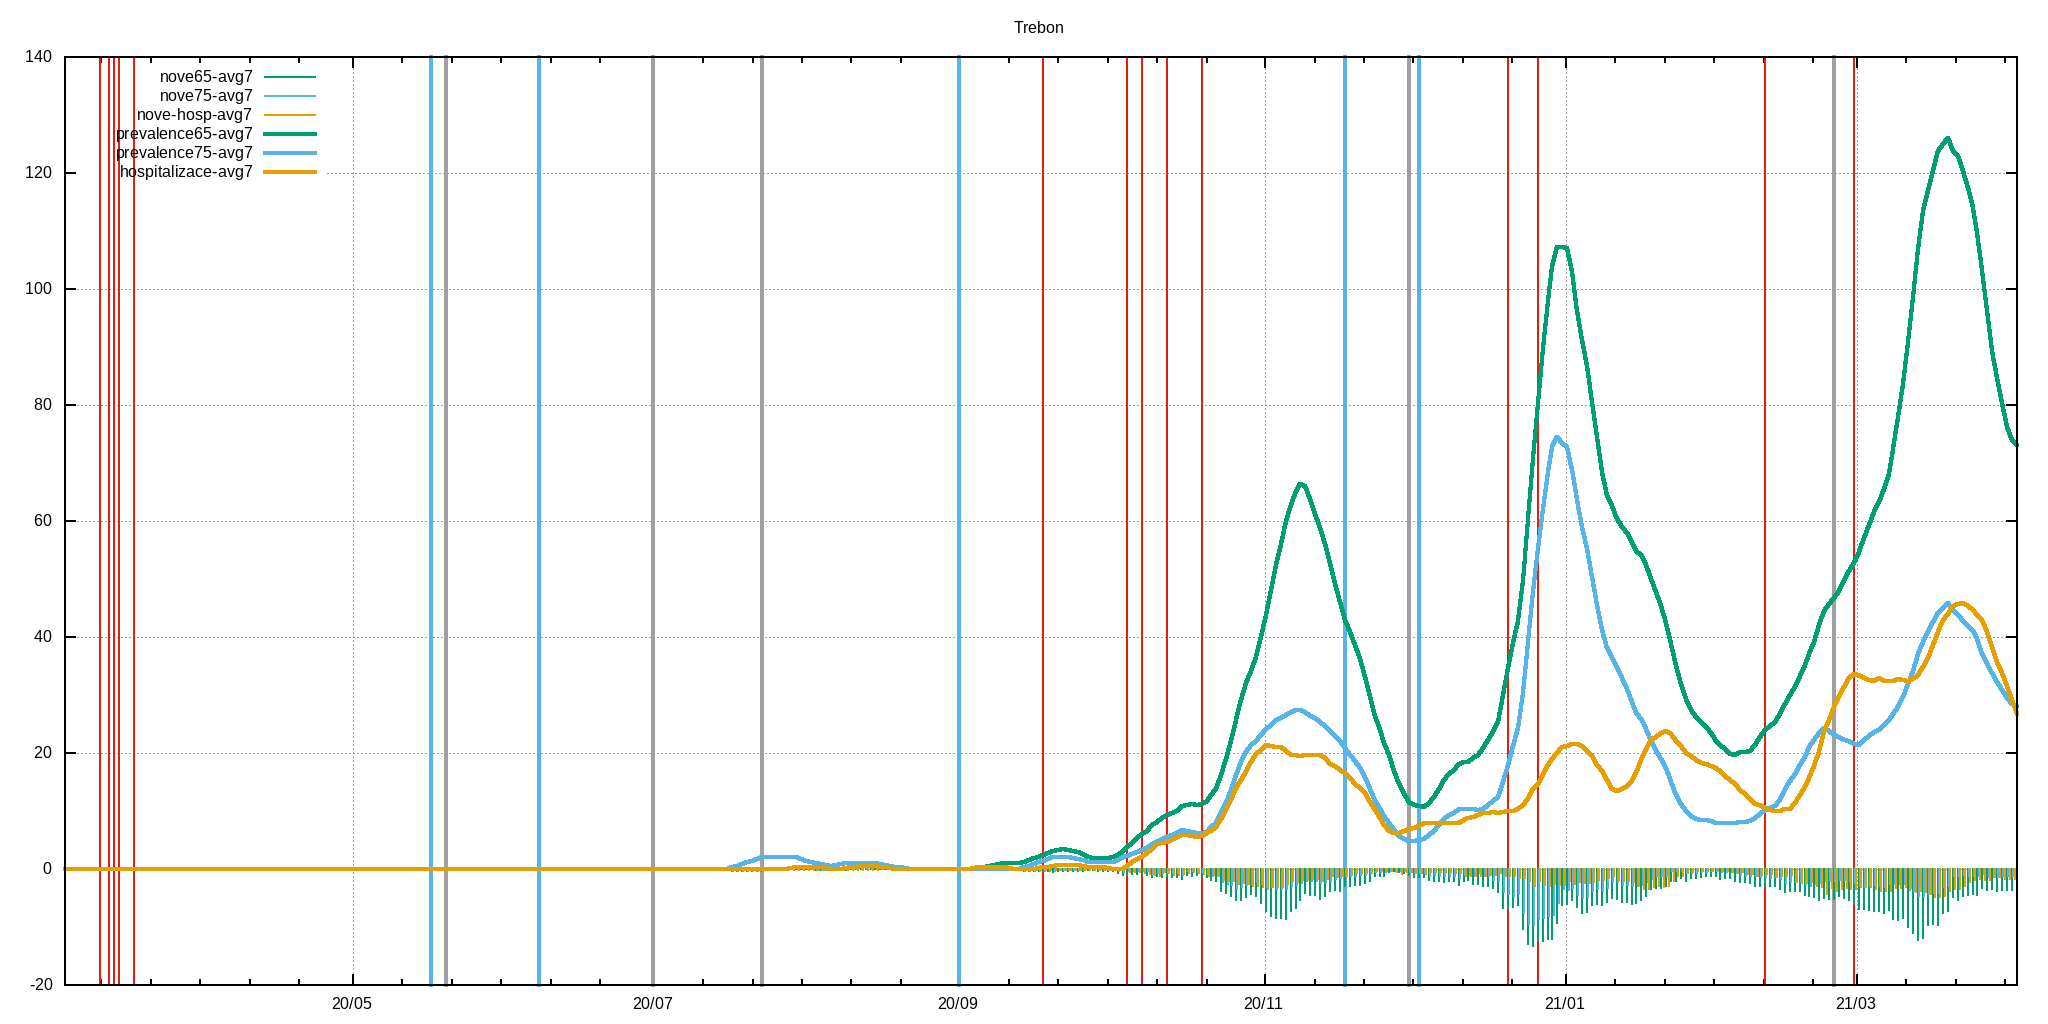 Trebon
140
120
100
80
60
40
20
0
-20
nove65-avg7
nove75-avg7
nove-hosp-avg7
prevalence65-avg7
prevalence75-avg7
hospitalizace-avg7
20/05 20/07 20/09 20/11 21/01 21/03